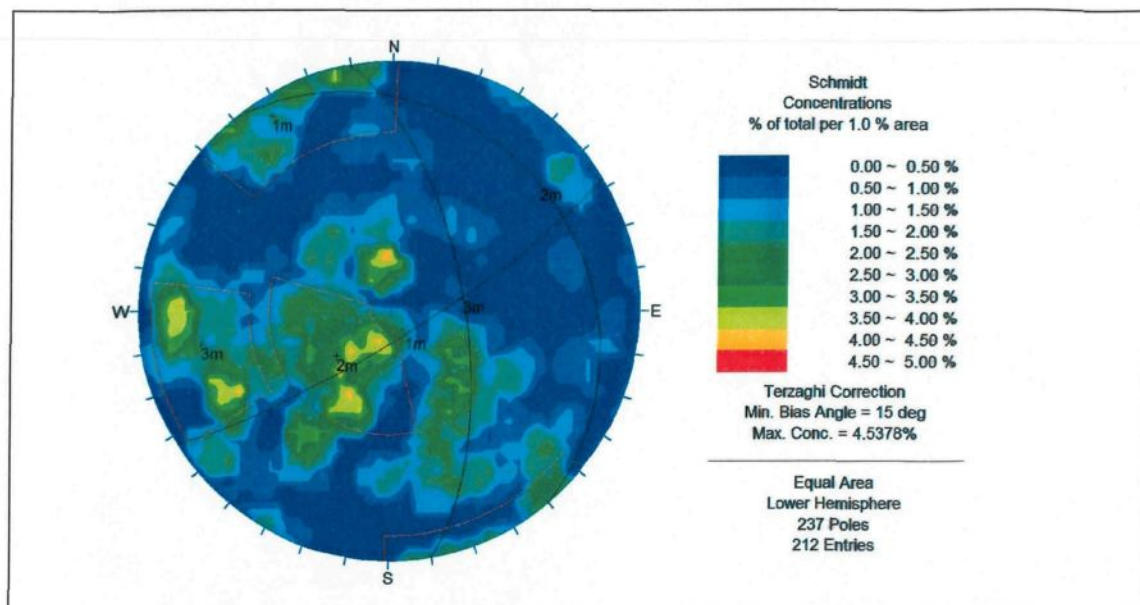 N
1m
2m
W
3m
E
3m
1m
2m
S
Schmidt
Concentrations
% of total per 1.0 % area
0.00 ~ 0.50 %
0.50 ~ 1.00 %
1.00 ~ 1.50 %
1.50 ~ 2.00 %
2.00 ~ 2.50 %
2.50 ~ 3.00 %
3.00 ~ 3.50 %
3.50 ~ 4.00 %
4.00 ~ 4.50 %
4.50 ~ 5.00 %
Terzaghi Correction
Min. Bias Angle = 15 deg
Max. Conc. = 4.5378%
Equal Area
Lower Hemisphere
237 Poles
212 Entries